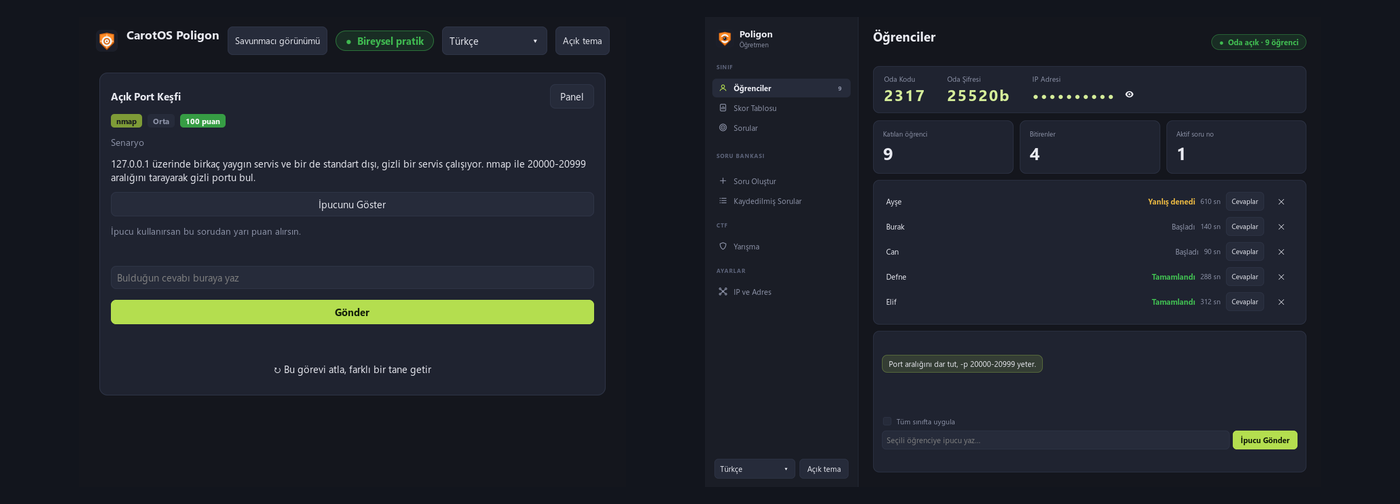 CarotOS Poligon
Savunmacı görünümü
Bireysel pratik
Türkçe
Açık tema
Açık Port Keşfi
Panel
nmap
Orta
100 puan
Senaryo
127.0.0.1 üzerinde birkaç yaygın servis ve bir de standart dışı, gizli bir servis çalışıyor. nmap ile 20000-20999
aralığını tarayarak gizli portu bul.
İpucunu Göster
İpucu kullanırsan bu sorudan yarı puan alırsın.
Bulduğun cevabı buraya yaz
Gönder
↻ Bu görevi atla, farklı bir tane getir
Poligon
Öğretmen
SINIF
Öğrenciler 9
Skor Tablosu
Sorular
SORU BANKASI
Soru Oluştur
Kaydedilmiş Sorular
CTF
Yarışma
AYARLAR
IP ve Adres
Türkçe
Açık tema
Öğrenciler
Oda açık · 9 öğrenci
Oda Kodu
2317
Oda Şifresi
25520b
IP Adresi
••••••••••
Katılan öğrenci
9
Bitirenler
4
Aktif soru no
1
Ayşe Yanlış denedi 610 sn Cevaplar
Burak Başladı 140 sn Cevaplar
Can Başladı 90 sn Cevaplar
Defne Tamamlandı 288 sn Cevaplar
Elif Tamamlandı 312 sn Cevaplar
Port aralığını dar tut, -p 20000-20999 yeter.
Tüm sınıfta uygula
Seçili öğrenciye ipucu yaz...
İpucu Gönder